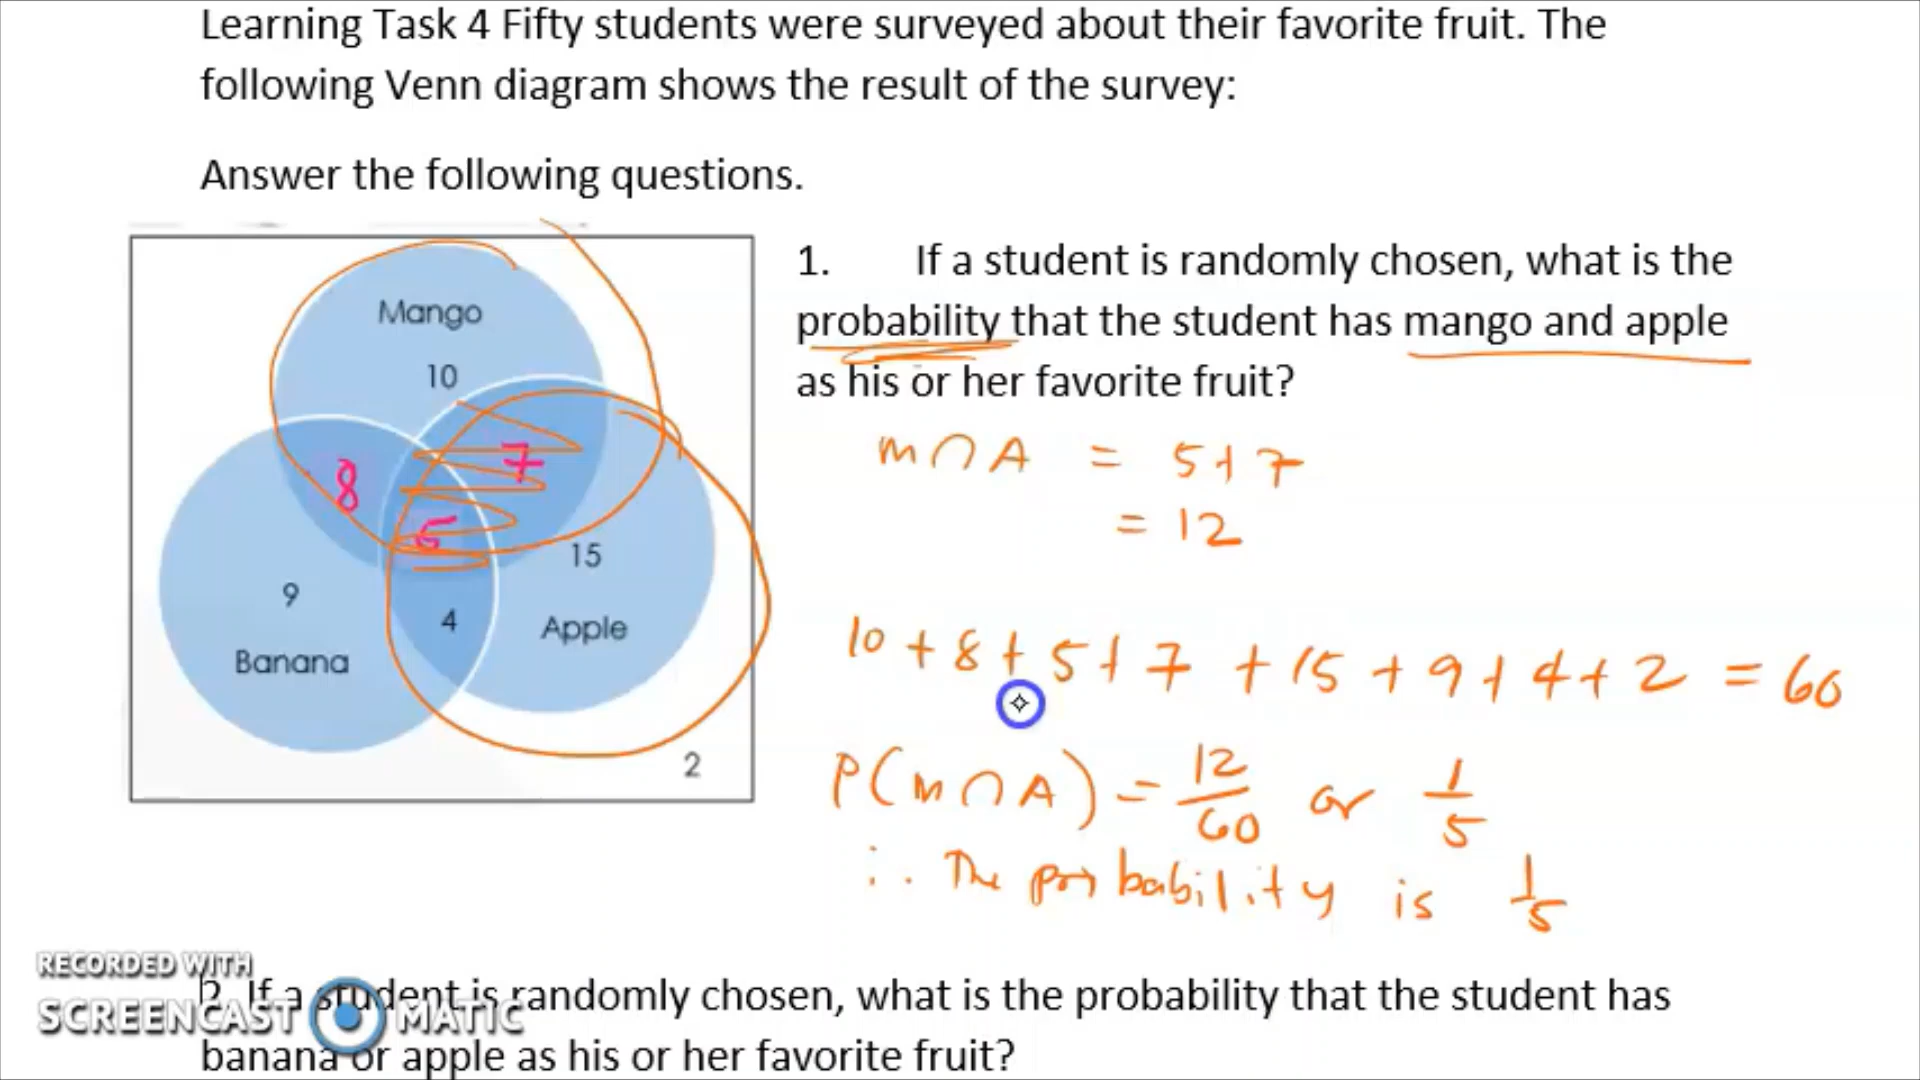 Learning Task 4 Fifty students were surveyed about their favorite fruit. The
following Venn diagram shows the result of the survey:
Answer the following questions.
Mango
10
8
7
5
15
9
4
Apple
Banana
2
1. If a student is randomly chosen, what is the
probability that the student has mango and apple
as his or her favorite fruit?
m∩A = 5+7
= 12
10 + 8 + 5 + 7 + 15 + 9 + 4 + 2 = 60
P(m∩A) = 12/60 or 1/5
∴ The probability is 1/5
2. If a student is randomly chosen, what is the probability that the student has
banana or apple as his or her favorite fruit?
RECORDED WITH
SCREENCAST MATIC